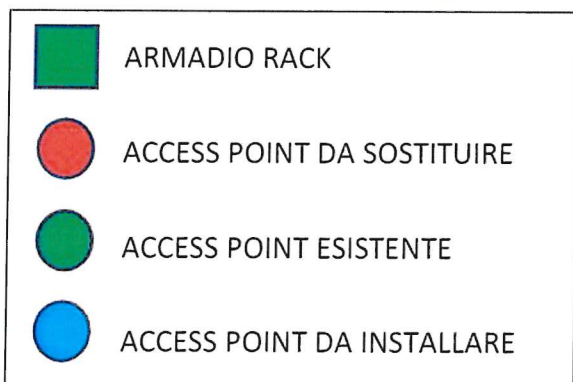 ARMADIO RACK
ACCESS POINT DA SOSTITUIRE
ACCESS POINT ESISTENTE
ACCESS POINT DA INSTALLARE